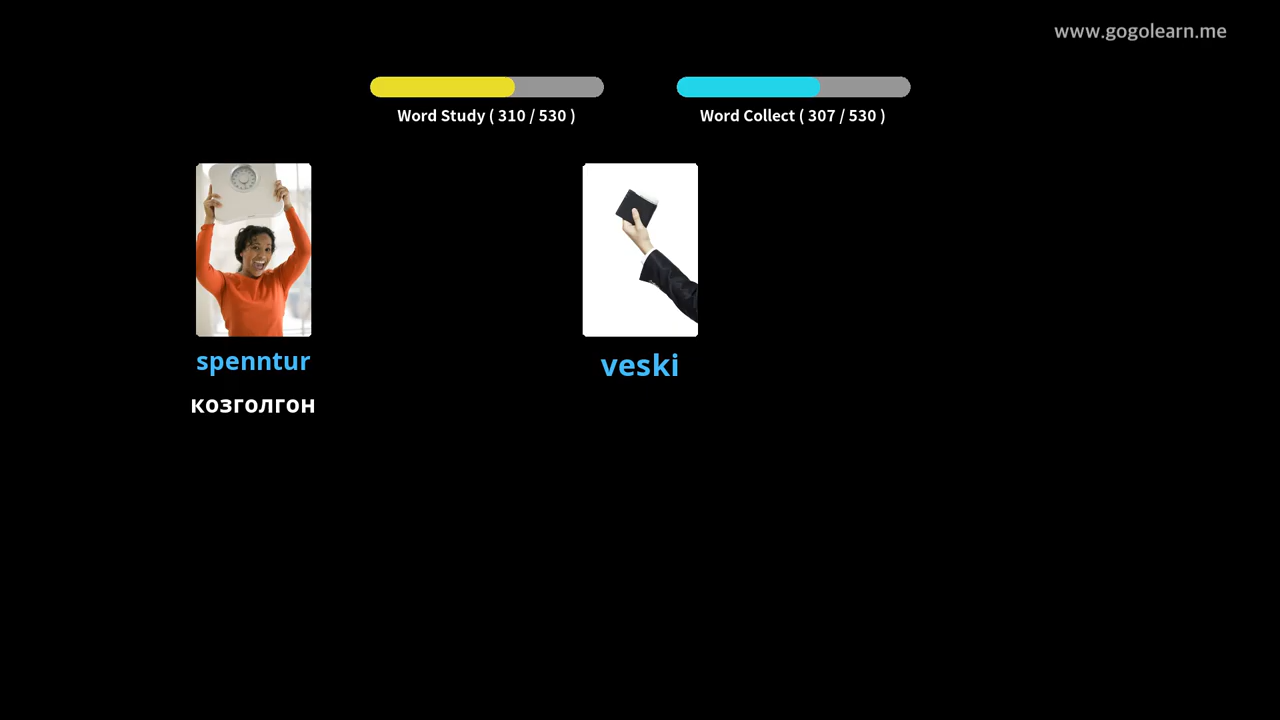 www.gogolearn.me
Word Study ( 310 / 530 )
Word Collect ( 307 / 530 )
spenntur
козголгон
veski